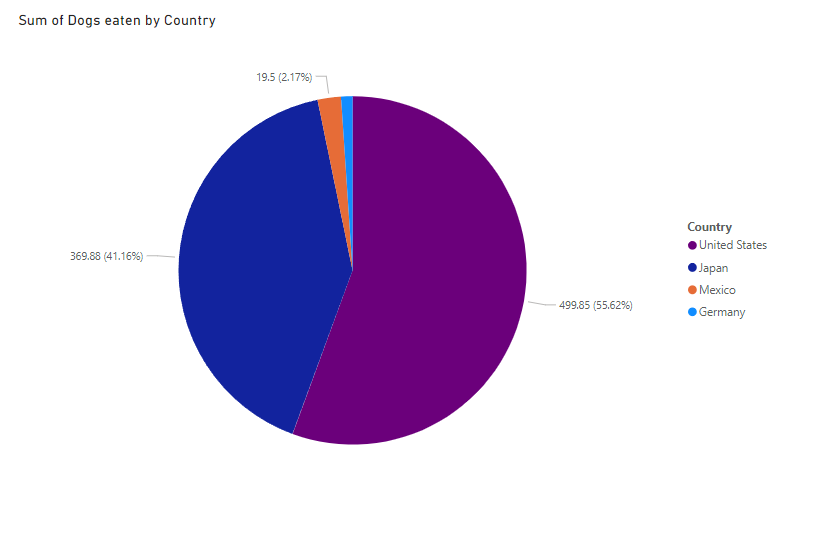 Sum of Dogs eaten by Country
19.5 (2.17%)
369.88 (41.16%)
499.85 (55.62%)
Country
United States
Japan
Mexico
Germany